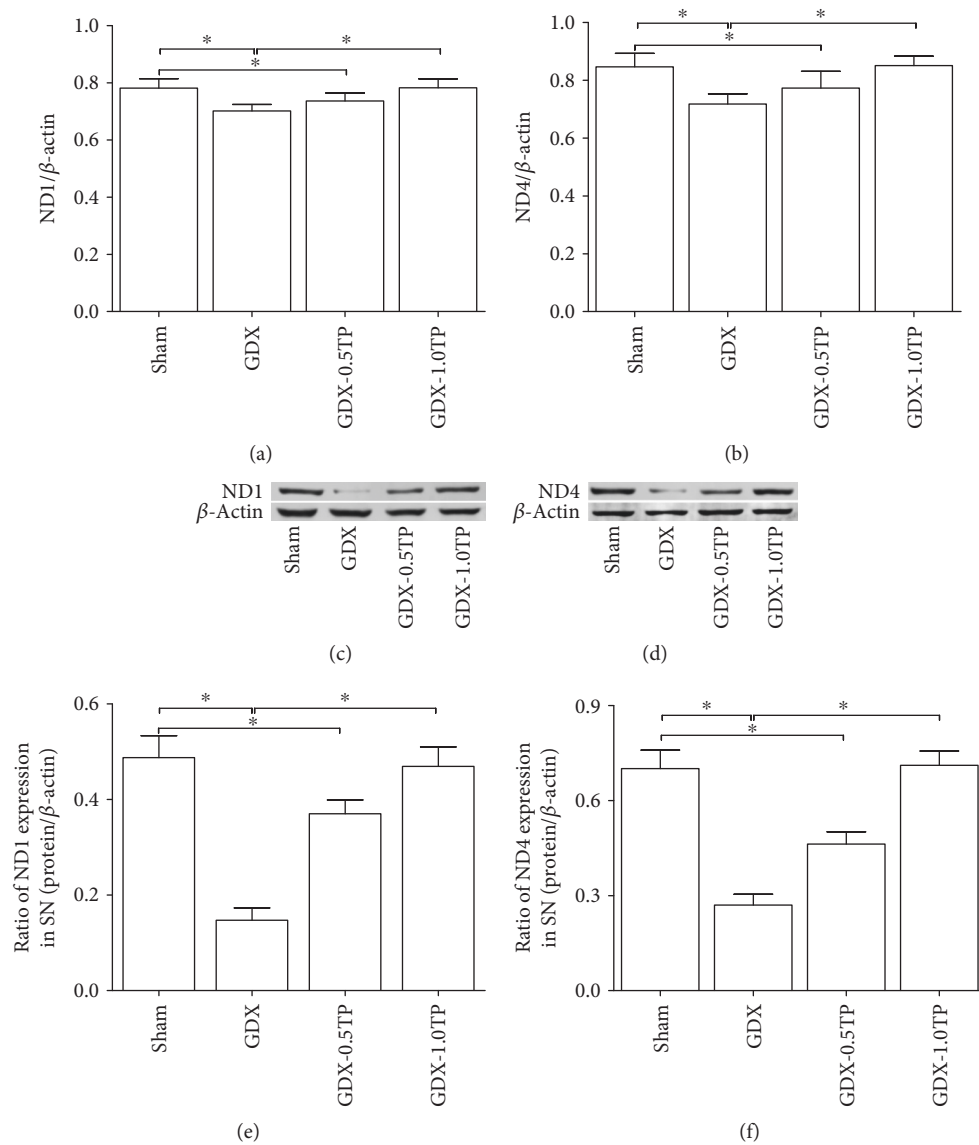 1.0
0.8
0.6
0.4
0.2
0.0
ND1/β-actin
* *
*
Sham
GDX
GDX-0.5TP
GDX-1.0TP
(a)
1.0
0.8
0.6
0.4
0.2
0.0
ND4/β-actin
* *
*
Sham
GDX
GDX-0.5TP
GDX-1.0TP
(b)
ND1
β-Actin
Sham
GDX
GDX-0.5TP
GDX-1.0TP
(c)
ND4
β-Actin
Sham
GDX
GDX-0.5TP
GDX-1.0TP
(d)
0.6
0.4
0.2
0.0
Ratio of ND1 expression
in SN (protein/β-actin)
* *
*
Sham
GDX
GDX-0.5TP
GDX-1.0TP
(e)
0.9
0.6
0.3
0.0
Ratio of ND4 expression
in SN (protein/β-actin)
* *
*
Sham
GDX
GDX-0.5TP
GDX-1.0TP
(f)